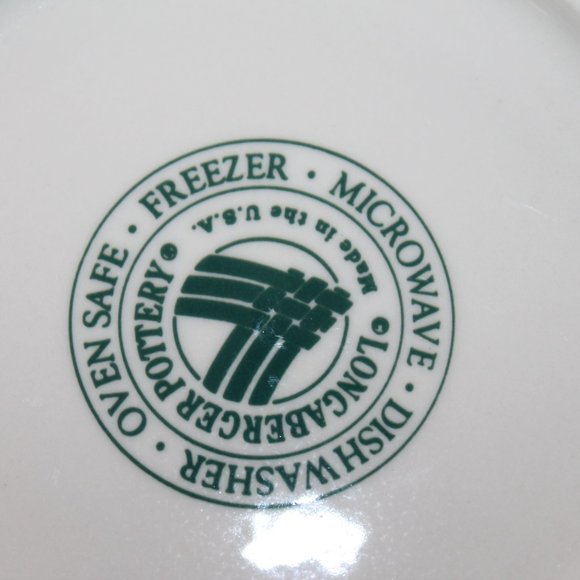 OVEN SAFE · FREEZER · MICROWAVE · DISHWASHER ·
© LONGABERGER POTTERY ®
Made in the U.S.A.